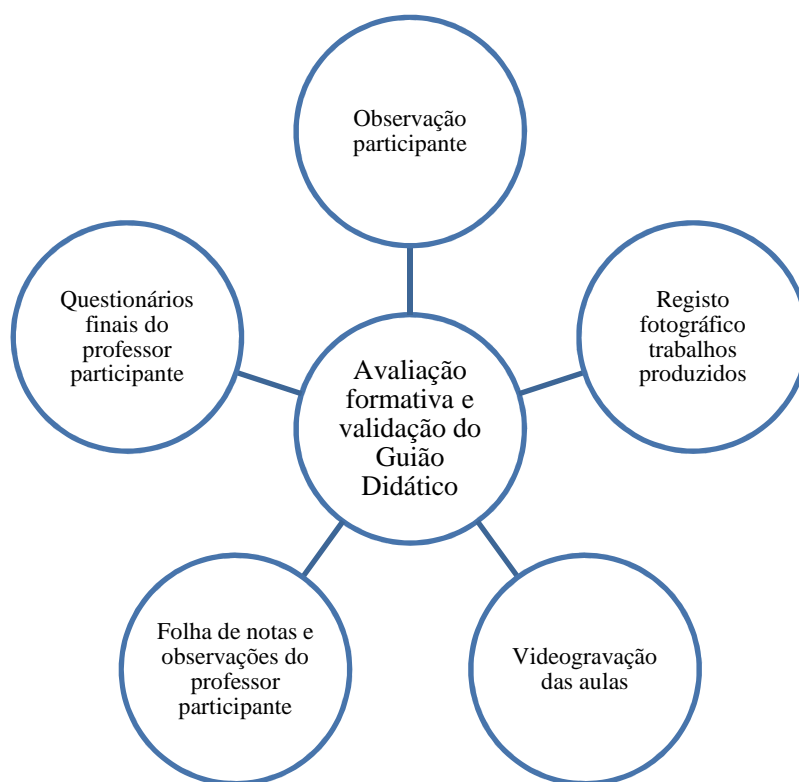 Observação
participante
Questionários
finais do
professor
participante
Registo
fotográfico
trabalhos
produzidos
Avaliação
formativa e
validação do
Guião
Didático
Folha de notas e
observações do
professor
participante
Videogravação
das aulas